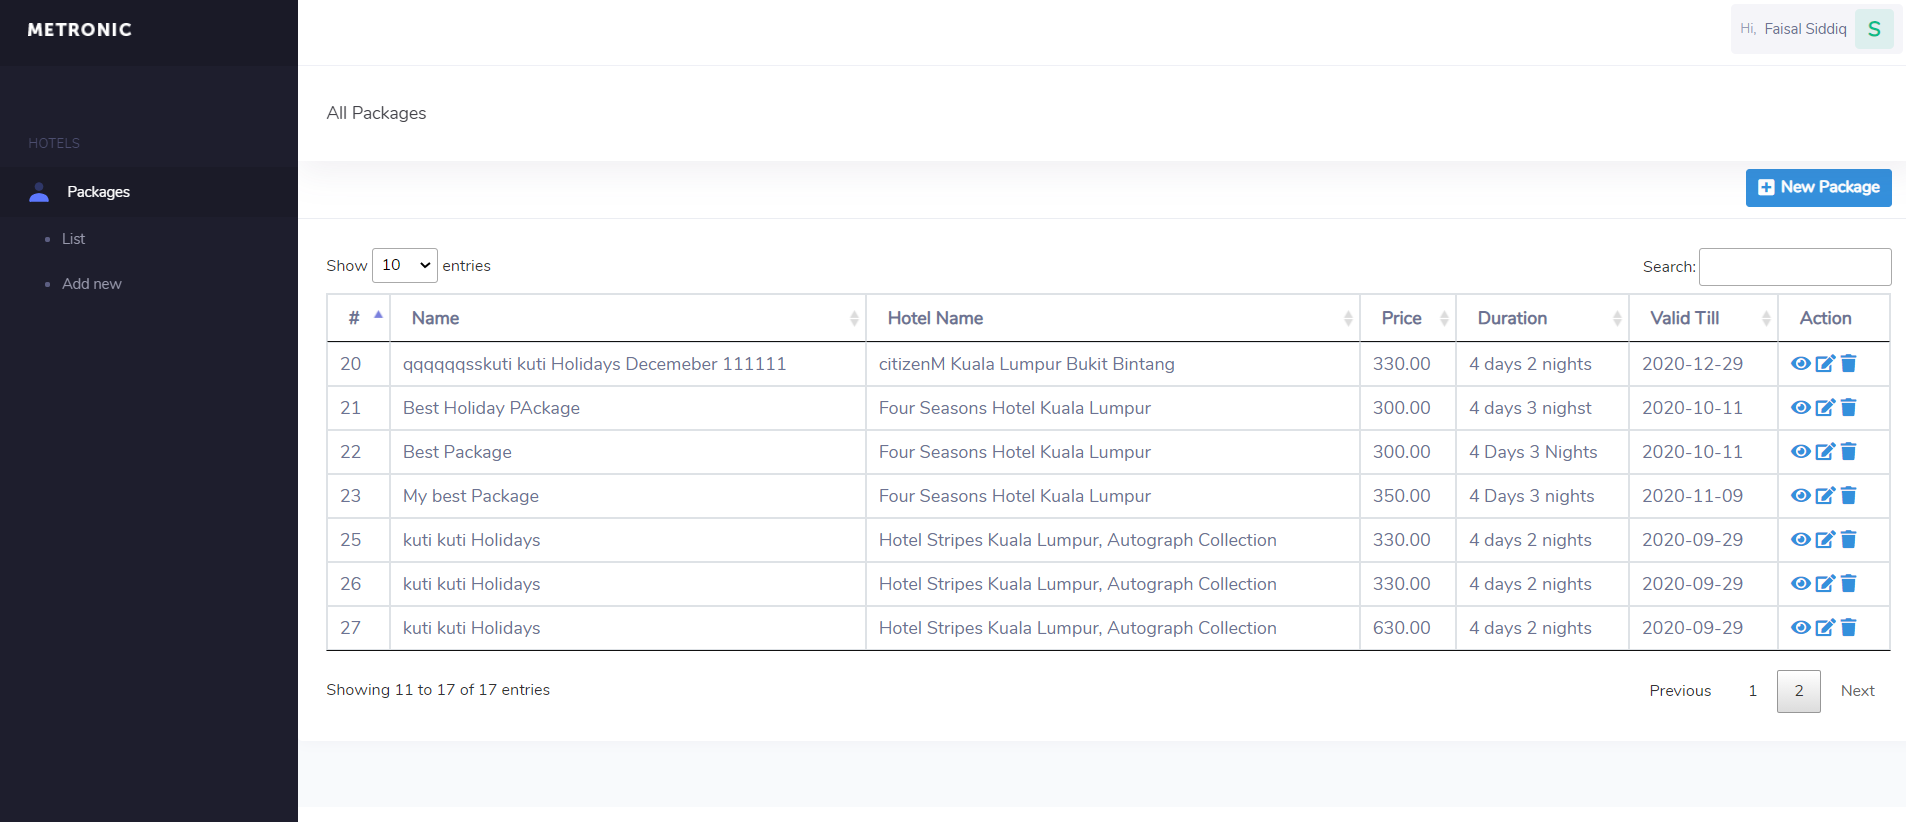 METRONIC
Hi, Faisal Siddiq S
All Packages
HOTELS
Packages
List
Add new
New Package
Show 10 entries
Search:
# Name Hotel Name Price Duration Valid Till Action
20 qqqqqqsskuti kuti Holidays Decemeber 111111 citizenM Kuala Lumpur Bukit Bintang 330.00 4 days 2 nights 2020-12-29
21 Best Holiday PAckage Four Seasons Hotel Kuala Lumpur 300.00 4 days 3 nighst 2020-10-11
22 Best Package Four Seasons Hotel Kuala Lumpur 300.00 4 Days 3 Nights 2020-10-11
23 My best Package Four Seasons Hotel Kuala Lumpur 350.00 4 Days 3 nights 2020-11-09
25 kuti kuti Holidays Hotel Stripes Kuala Lumpur, Autograph Collection 330.00 4 days 2 nights 2020-09-29
26 kuti kuti Holidays Hotel Stripes Kuala Lumpur, Autograph Collection 330.00 4 days 2 nights 2020-09-29
27 kuti kuti Holidays Hotel Stripes Kuala Lumpur, Autograph Collection 630.00 4 days 2 nights 2020-09-29
Showing 11 to 17 of 17 entries
Previous 1 2 Next